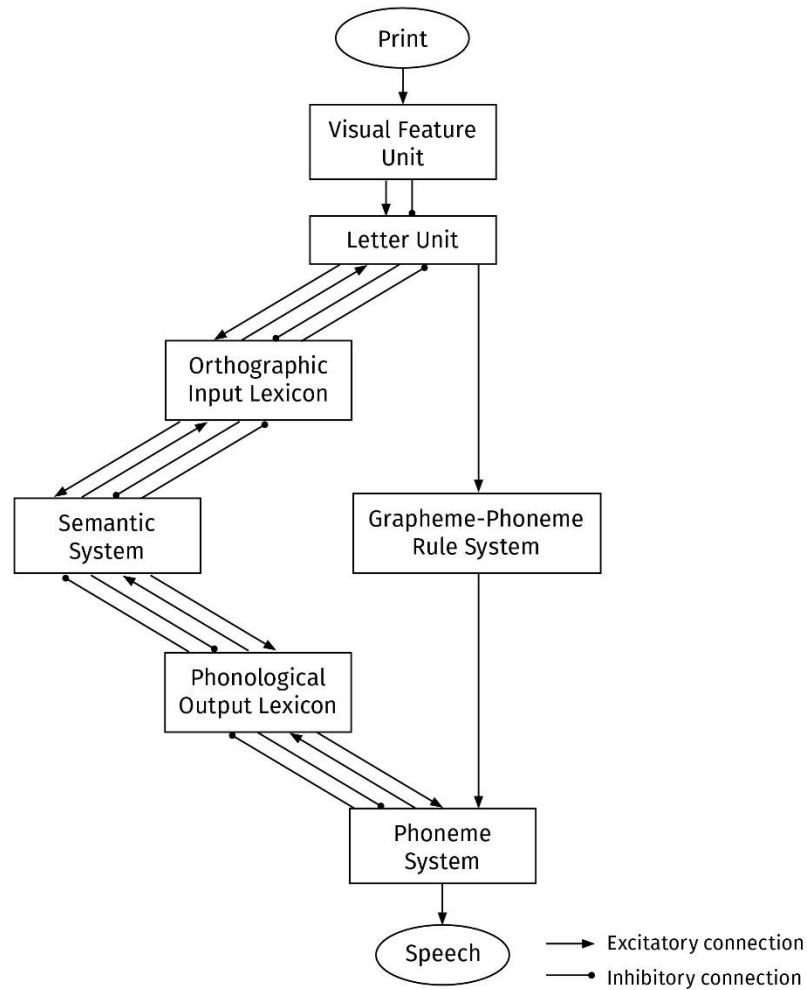 Print
Visual Feature
Unit
Letter Unit
Orthographic
Input Lexicon
Semantic
System
Grapheme-Phoneme
Rule System
Phonological
Output Lexicon
Phoneme
System
Speech
Excitatory connection
Inhibitory connection